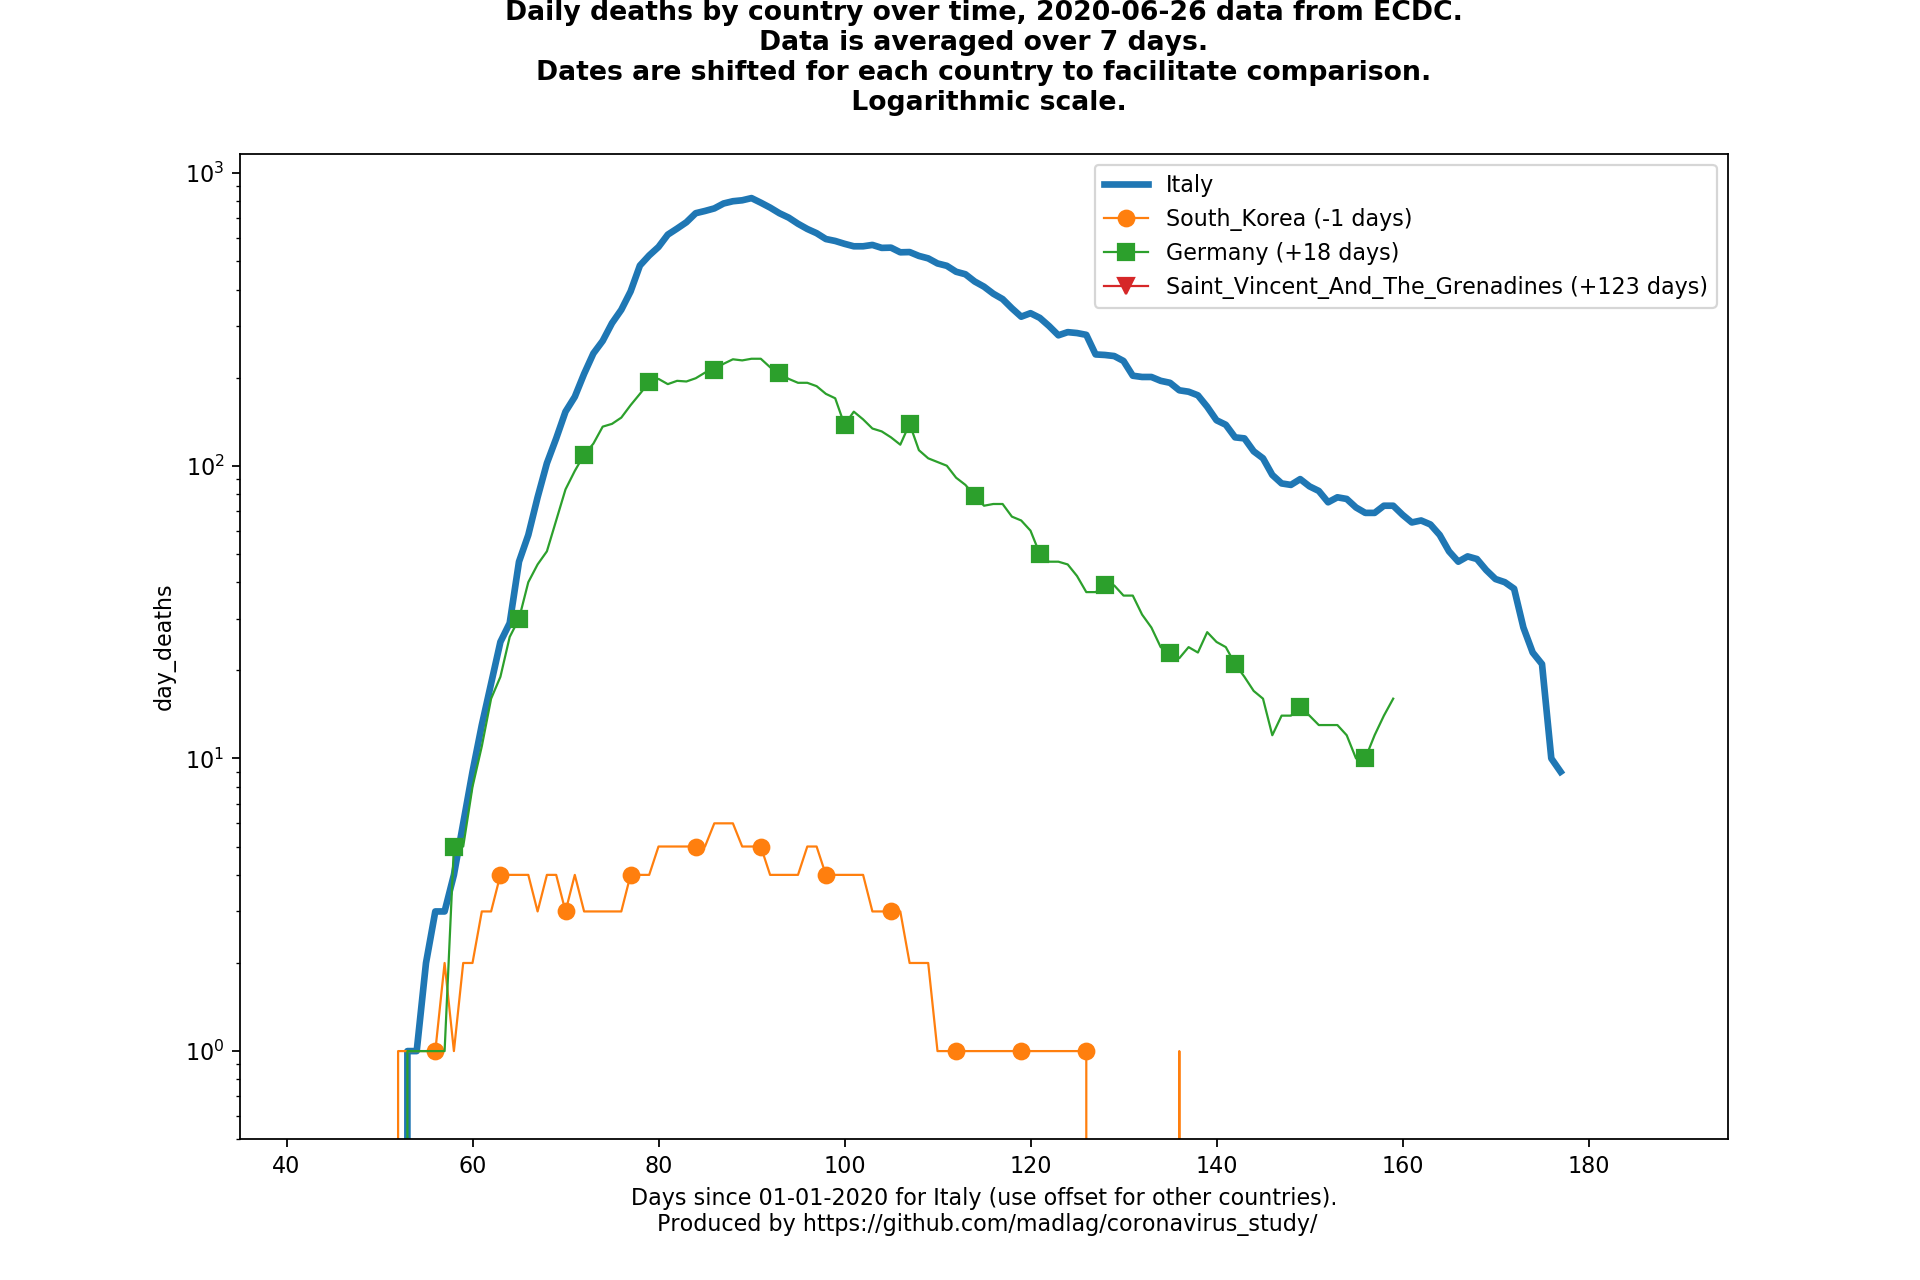 Daily deaths by country over time, 2020-06-26 data from ECDC.
Data is averaged over 7 days.
Dates are shifted for each country to facilitate comparison.
Logarithmic scale.
10³
10²
10¹
10⁰
day_deaths
Italy
South_Korea (-1 days)
Germany (+18 days)
Saint_Vincent_And_The_Grenadines (+123 days)
40 60 80 100 120 140 160 180
Days since 01-01-2020 for Italy (use offset for other countries).
Produced by https://github.com/madlag/coronavirus_study/